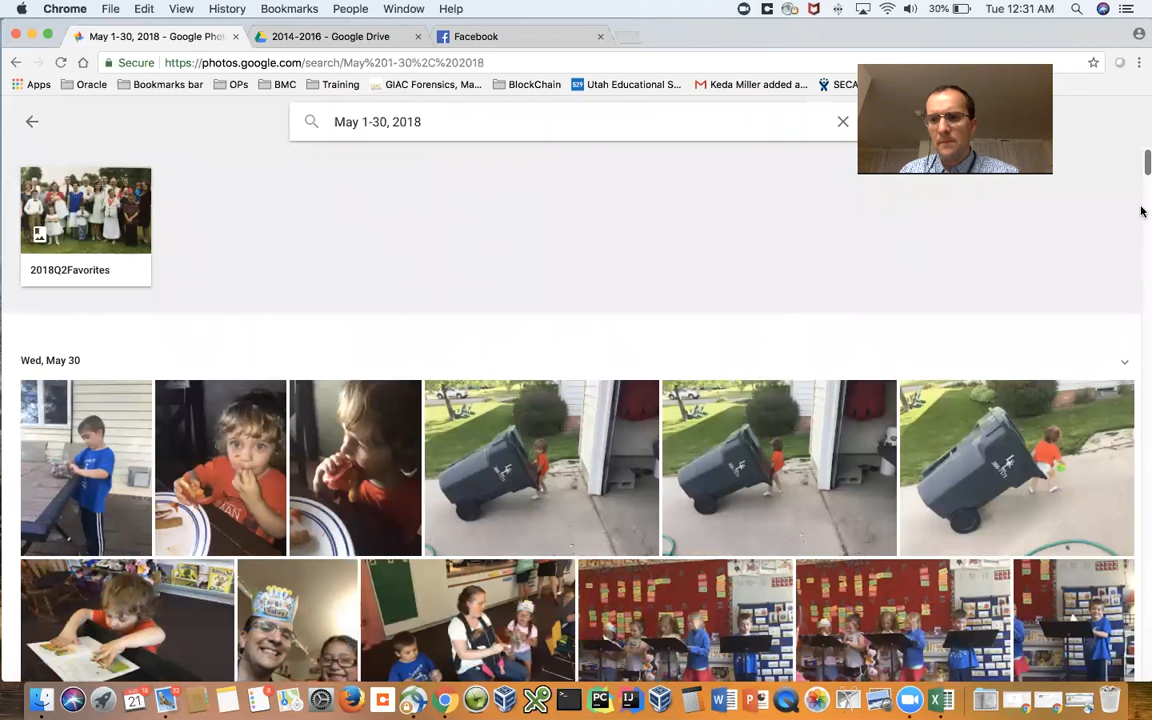 Chrome File Edit View History Bookmarks People Window Help 30% Tue 12:31 AM
May 1-30, 2018 - Google Pho 2014-2016 - Google Drive Facebook
Secure https://photos.google.com/search/May%201-30%2C%202018
Apps Oracle Bookmarks bar OPs BMC Training GIAC Forensics, Ma... BlockChain Utah Educational S... Keda Miller added a... SECA
May 1-30, 2018
2018Q2Favorites
Wed, May 30